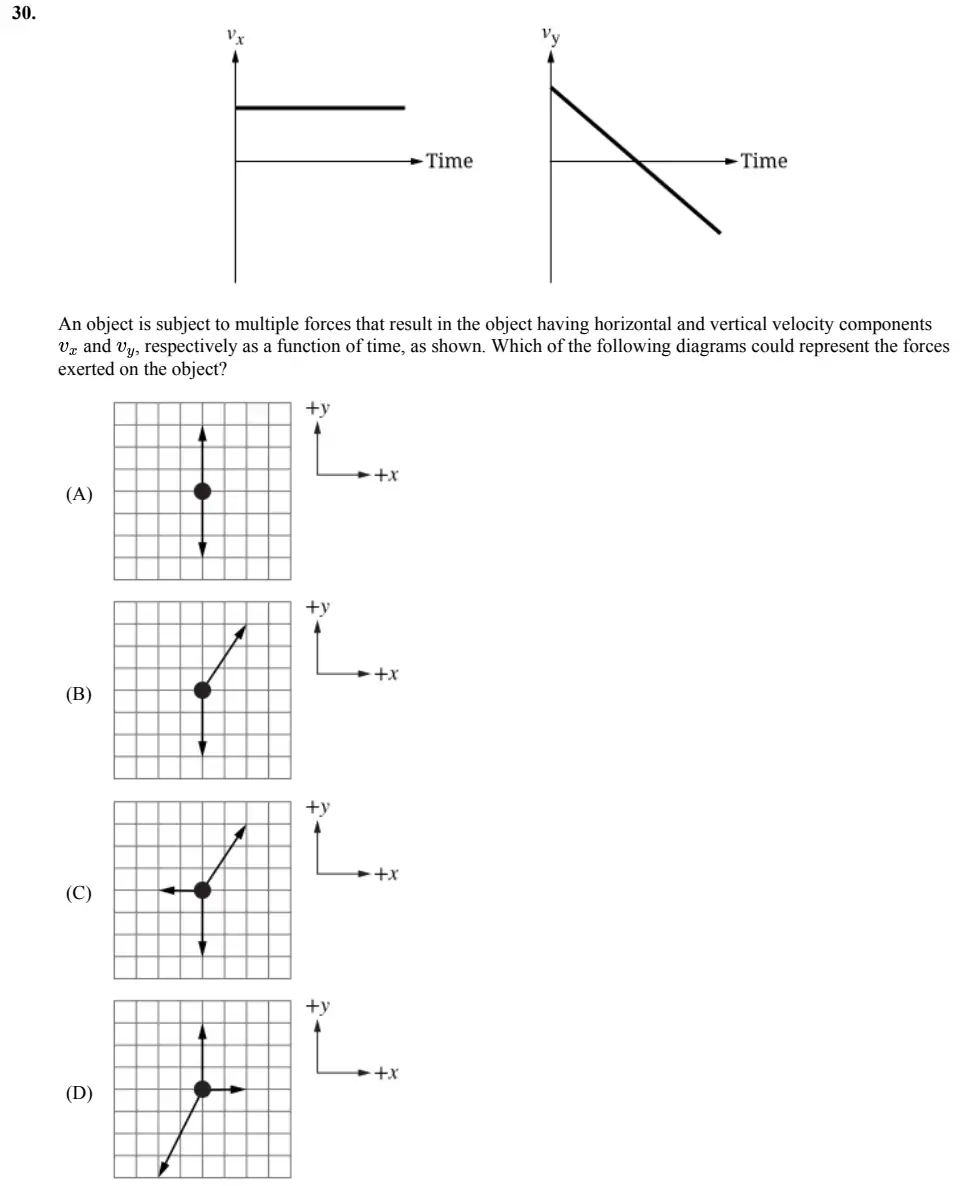 30.
vₓ
v_y
Time
Time
An object is subject to multiple forces that result in the object having horizontal and vertical velocity components
vₓ and v_y, respectively as a function of time, as shown. Which of the following diagrams could represent the forces
exerted on the object?
+y
+x
(A)
+y
+x
(B)
+y
+x
(C)
+y
+x
(D)